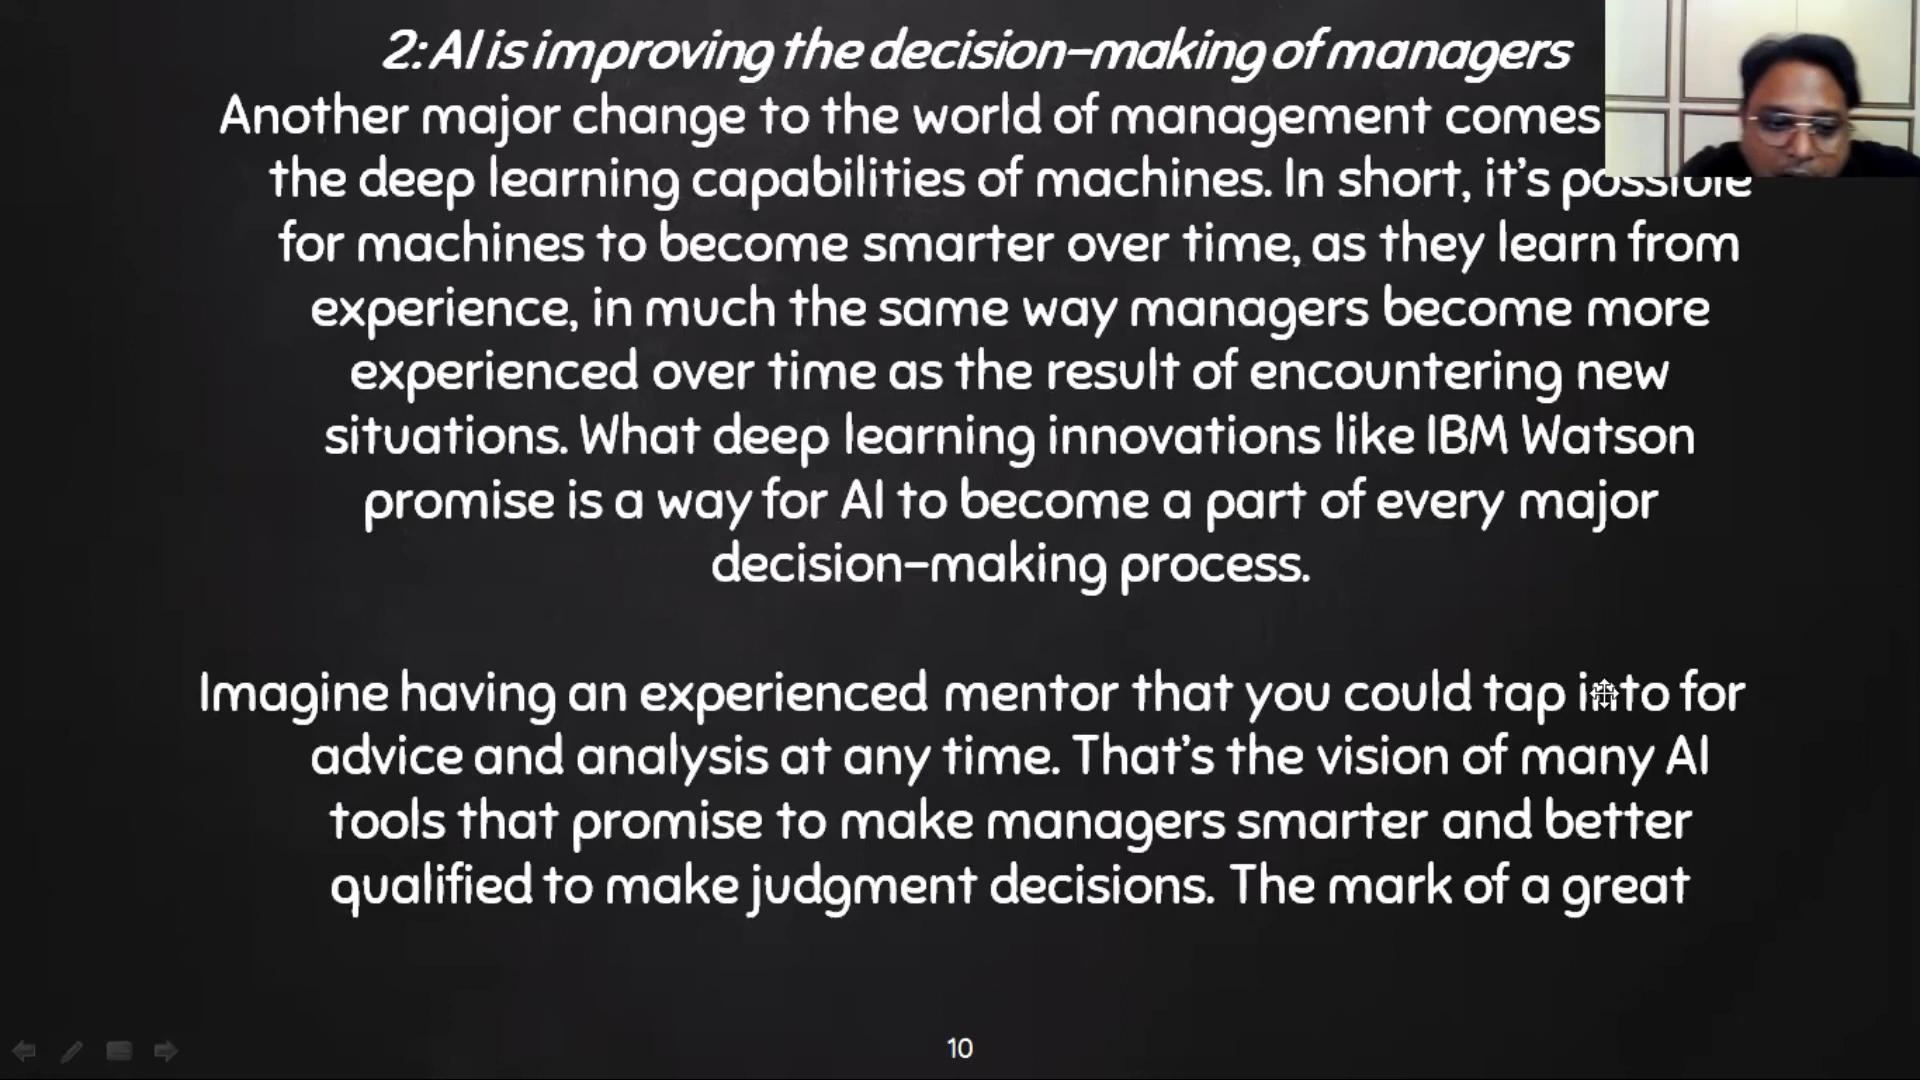 2: AI is improving the decision-making of managers
Another major change to the world of management comes
the deep learning capabilities of machines. In short, it's possible
for machines to become smarter over time, as they learn from
experience, in much the same way managers become more
experienced over time as the result of encountering new
situations. What deep learning innovations like IBM Watson
promise is a way for AI to become a part of every major
decision-making process.
Imagine having an experienced mentor that you could tap into for
advice and analysis at any time. That's the vision of many AI
tools that promise to make managers smarter and better
qualified to make judgment decisions. The mark of a great
10